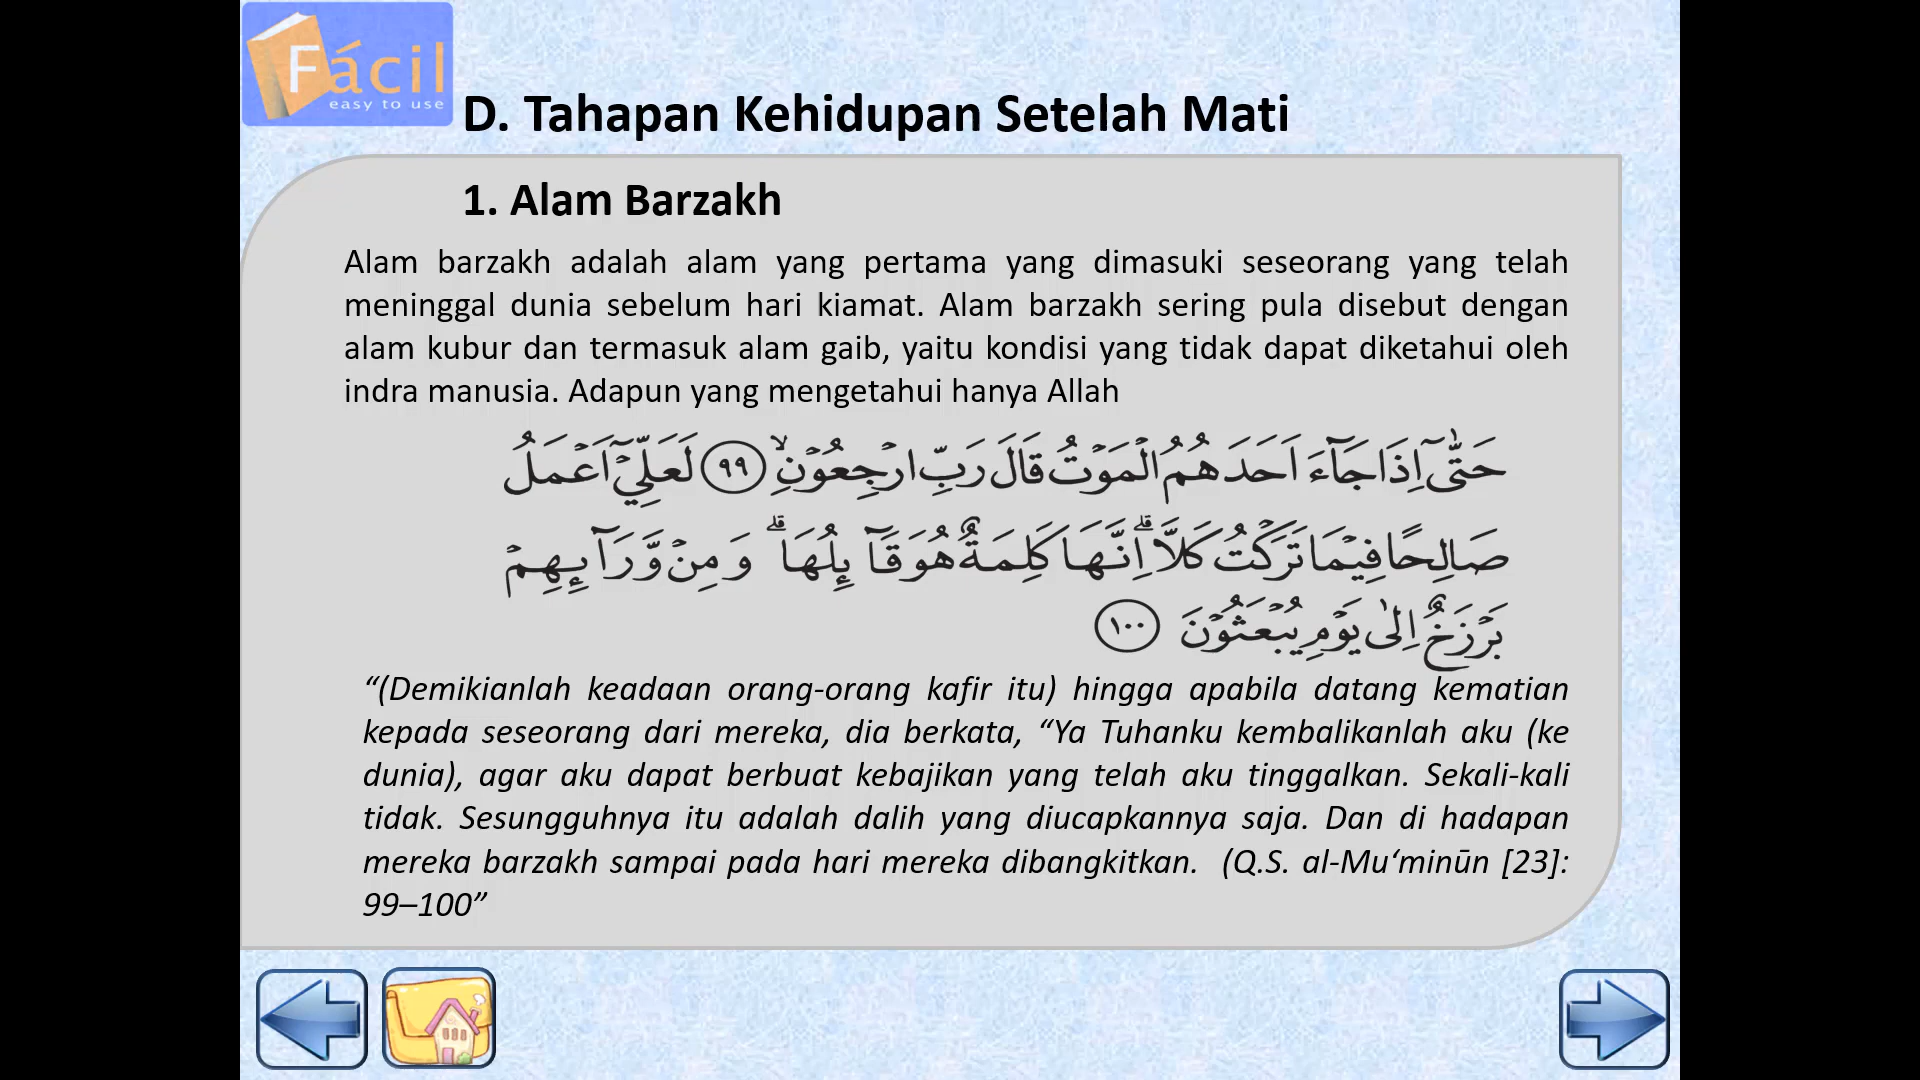 Fácil
easy to use
D. Tahapan Kehidupan Setelah Mati
1. Alam Barzakh
Alam barzakh adalah alam yang pertama yang dimasuki seseorang yang telah
meninggal dunia sebelum hari kiamat. Alam barzakh sering pula disebut dengan
alam kubur dan termasuk alam gaib, yaitu kondisi yang tidak dapat diketahui oleh
indra manusia. Adapun yang mengetahui hanya Allah
حَتّٰىٓ اِذَا جَاۤءَ اَحَدَهُمُ الْمَوْتُ قَالَ رَبِّ ارْجِعُوْنِۙ ٩٩ لَعَلِّيْٓ اَعْمَلُ
صَالِحًا فِيْمَا تَرَكْتُ كَلَّاۗ اِنَّهَا كَلِمَةٌ هُوَ قَاۤىِٕلُهَاۗ وَمِنْ وَّرَاۤىِٕهِمْ
بَرْزَخٌ اِلٰى يَوْمِ يُبْعَثُوْنَ ١٠٠
“(Demikianlah keadaan orang-orang kafir itu) hingga apabila datang kematian
kepada seseorang dari mereka, dia berkata, “Ya Tuhanku kembalikanlah aku (ke
dunia), agar aku dapat berbuat kebajikan yang telah aku tinggalkan. Sekali-kali
tidak. Sesungguhnya itu adalah dalih yang diucapkannya saja. Dan di hadapan
mereka barzakh sampai pada hari mereka dibangkitkan. (Q.S. al-Mu‘minūn [23]:
99–100”